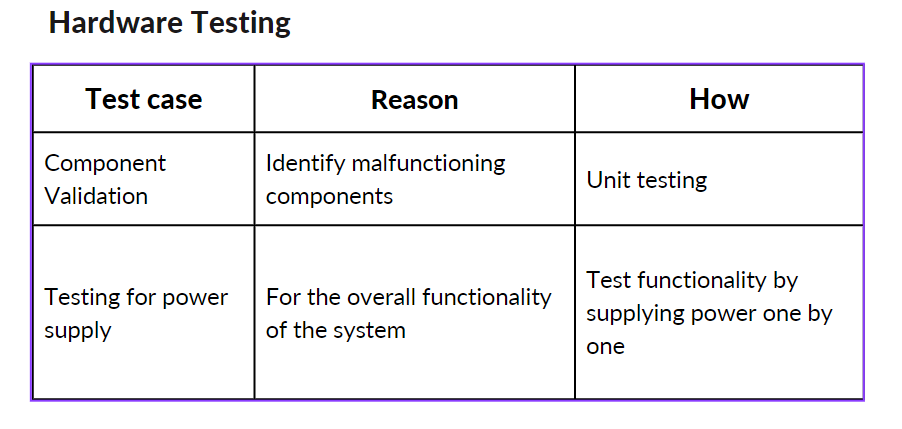 Hardware Testing
Test case
Reason
How
Component
Validation
Identify malfunctioning
components
Unit testing
Testing for power
supply
For the overall functionality
of the system
Test functionality by
supplying power one by
one